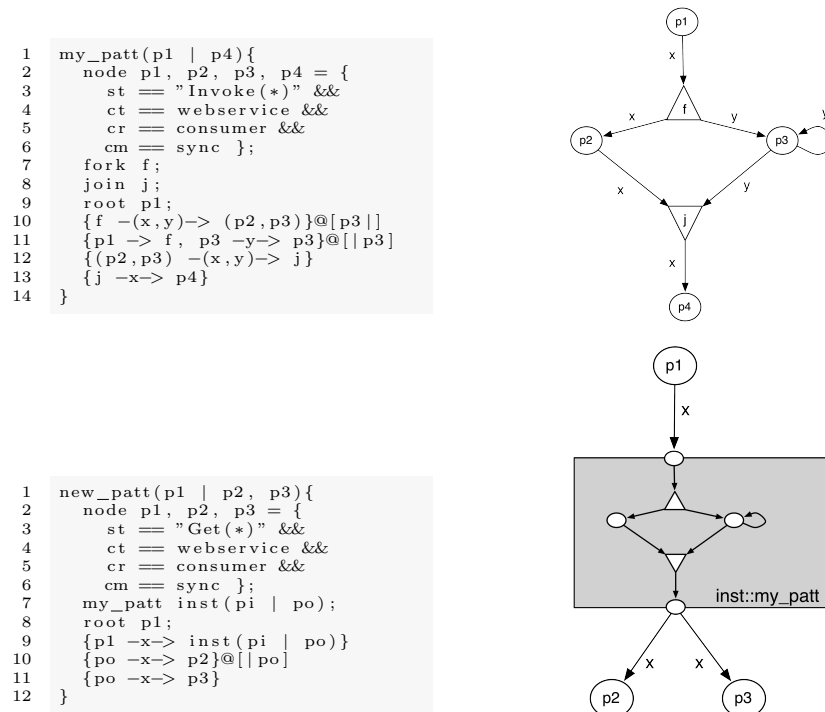 1 my_patt(p1 | p4){
2 node p1, p2, p3, p4 = {
3 st == "Invoke(*)" &&
4 ct == webservice &&
5 cr == consumer &&
6 cm == sync };
7 fork f;
8 join j;
9 root p1;
10 {f -(x,y)-> (p2,p3)}@[p3|]
11 {p1 -> f, p3 -y-> p3}@[|p3]
12 {(p2,p3) -(x,y)-> j}
13 {j -x-> p4}
14 }
p1
x
f
x y y
p2 p3
x y
j
x
p4
1 new_patt(p1 | p2, p3){
2 node p1, p2, p3 = {
3 st == "Get(*)" &&
4 ct == webservice &&
5 cr == consumer &&
6 cm == sync };
7 my_patt inst(pi | po);
8 root p1;
9 {p1 -x-> inst(pi | po)}
10 {po -x-> p2}@[|po]
11 {po -x-> p3}
12 }
p1
x
inst::my_patt
x x
p2 p3